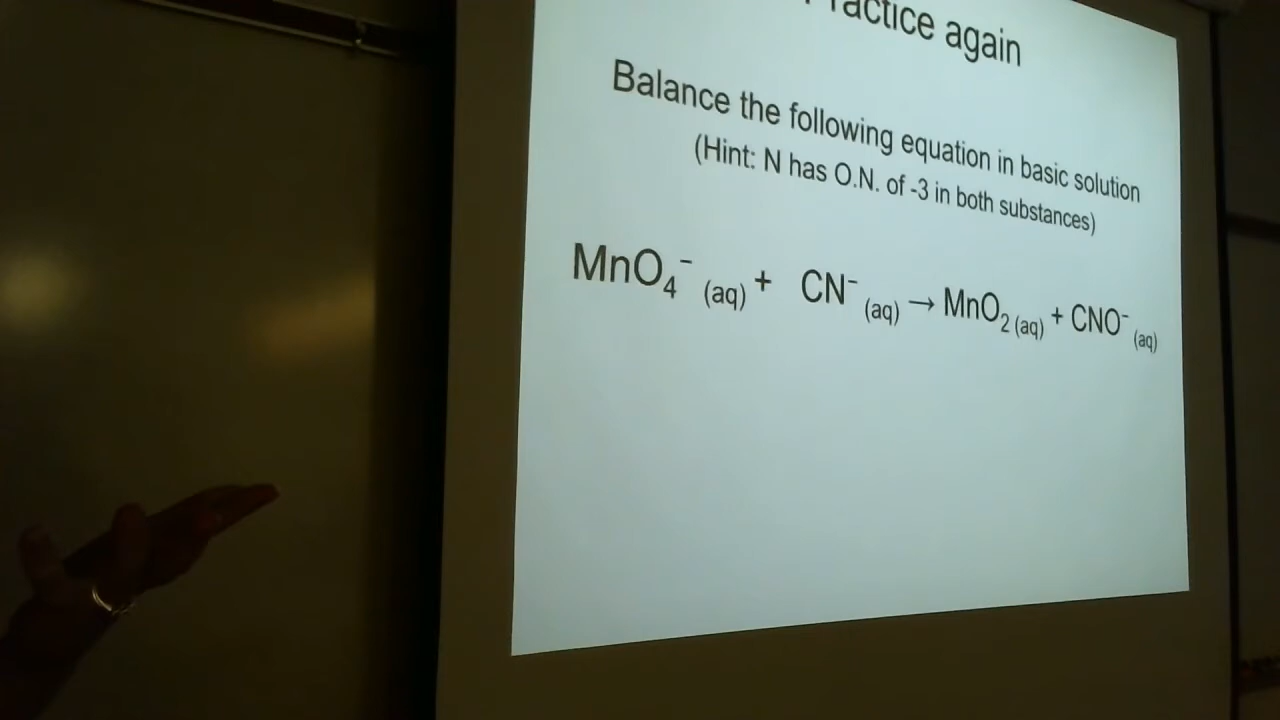 Practice again
Balance the following equation in basic solution
(Hint: N has O.N. of -3 in both substances)
MnO₄⁻ (aq) + CN⁻ (aq) → MnO₂ (aq) + CNO⁻ (aq)